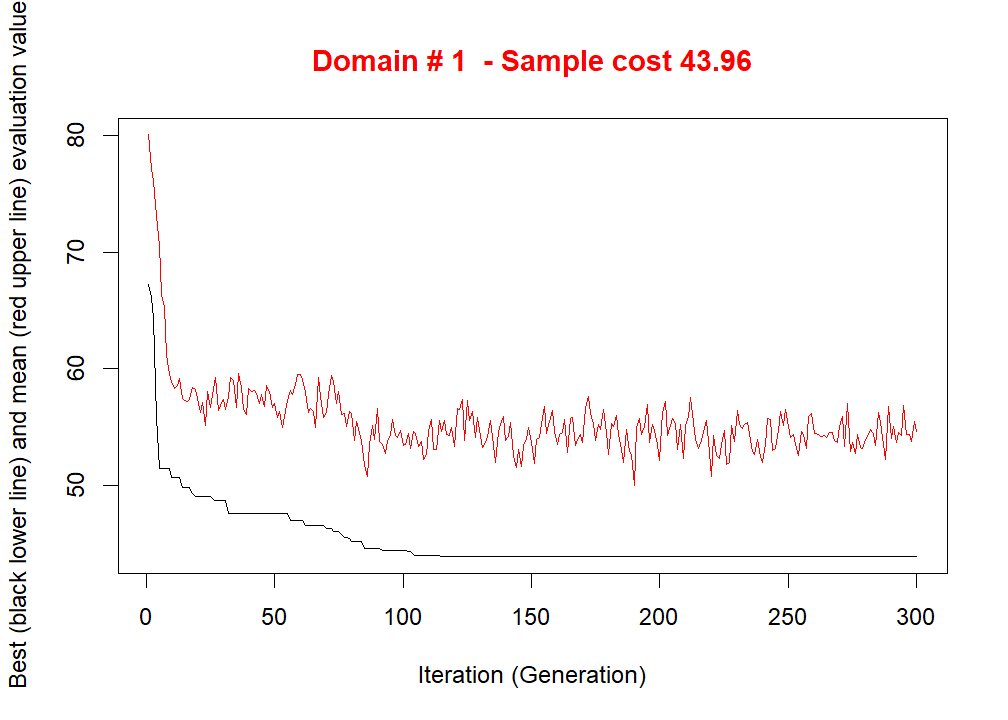 Domain # 1  - Sample cost 43.96
Best (black lower line) and mean (red upper line) evaluation value
80
70
60
50
0 50 100 150 200 250 300
Iteration (Generation)